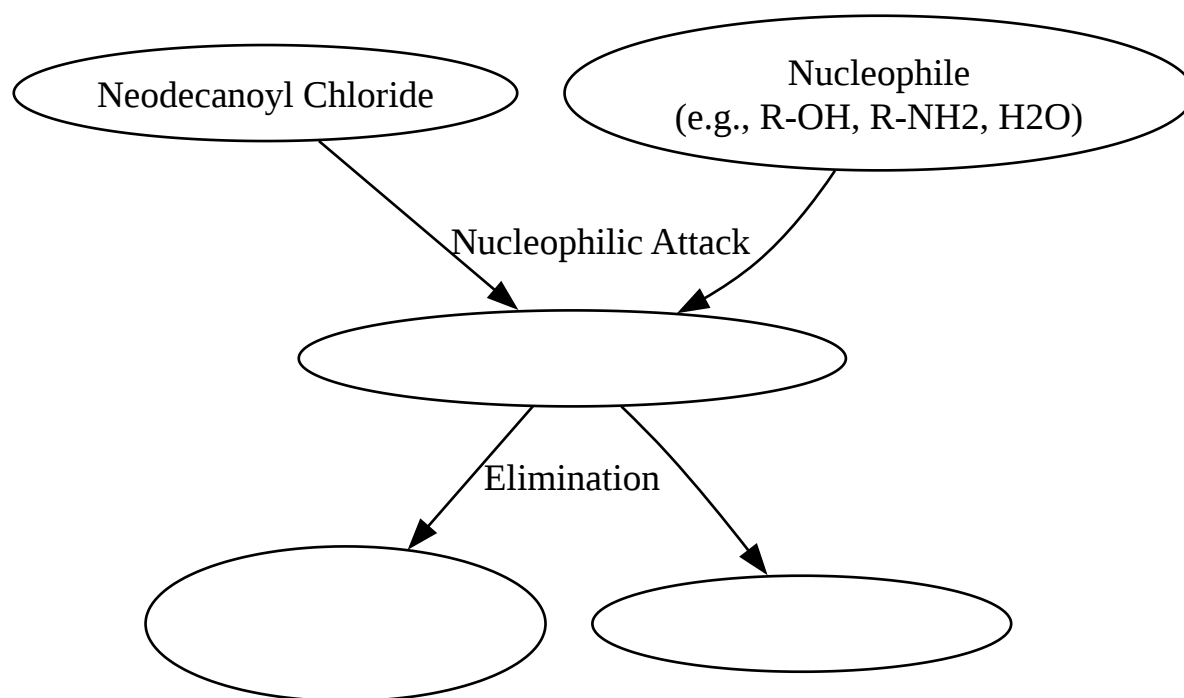 Neodecanoyl Chloride
Nucleophile
(e.g., R-OH, R-NH2, H2O)
Nucleophilic Attack
Elimination